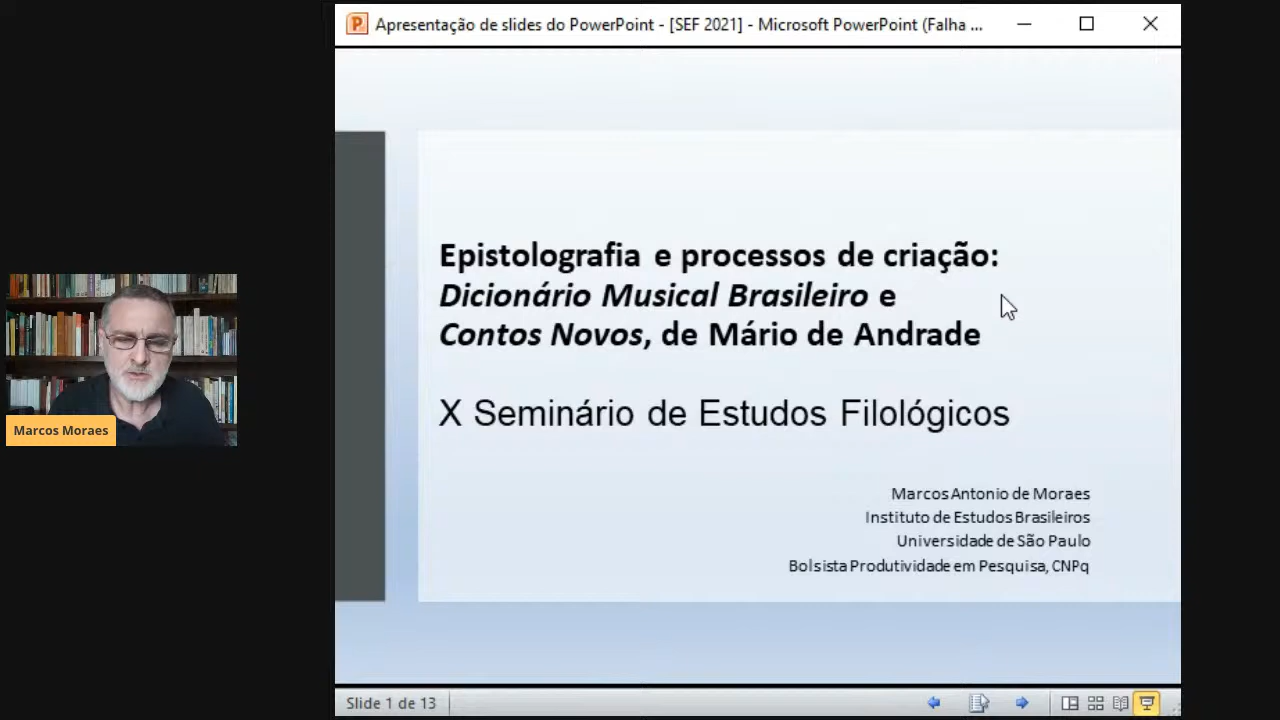 Apresentação de slides do PowerPoint - [SEF 2021] - Microsoft PowerPoint (Falha ...
Epistolografia e processos de criação:
Dicionário Musical Brasileiro e
Contos Novos, de Mário de Andrade
X Seminário de Estudos Filológicos
Marcos Antonio de Moraes
Instituto de Estudos Brasileiros
Universidade de São Paulo
Bolsista Produtividade em Pesquisa, CNPq
Marcos Moraes
Slide 1 de 13